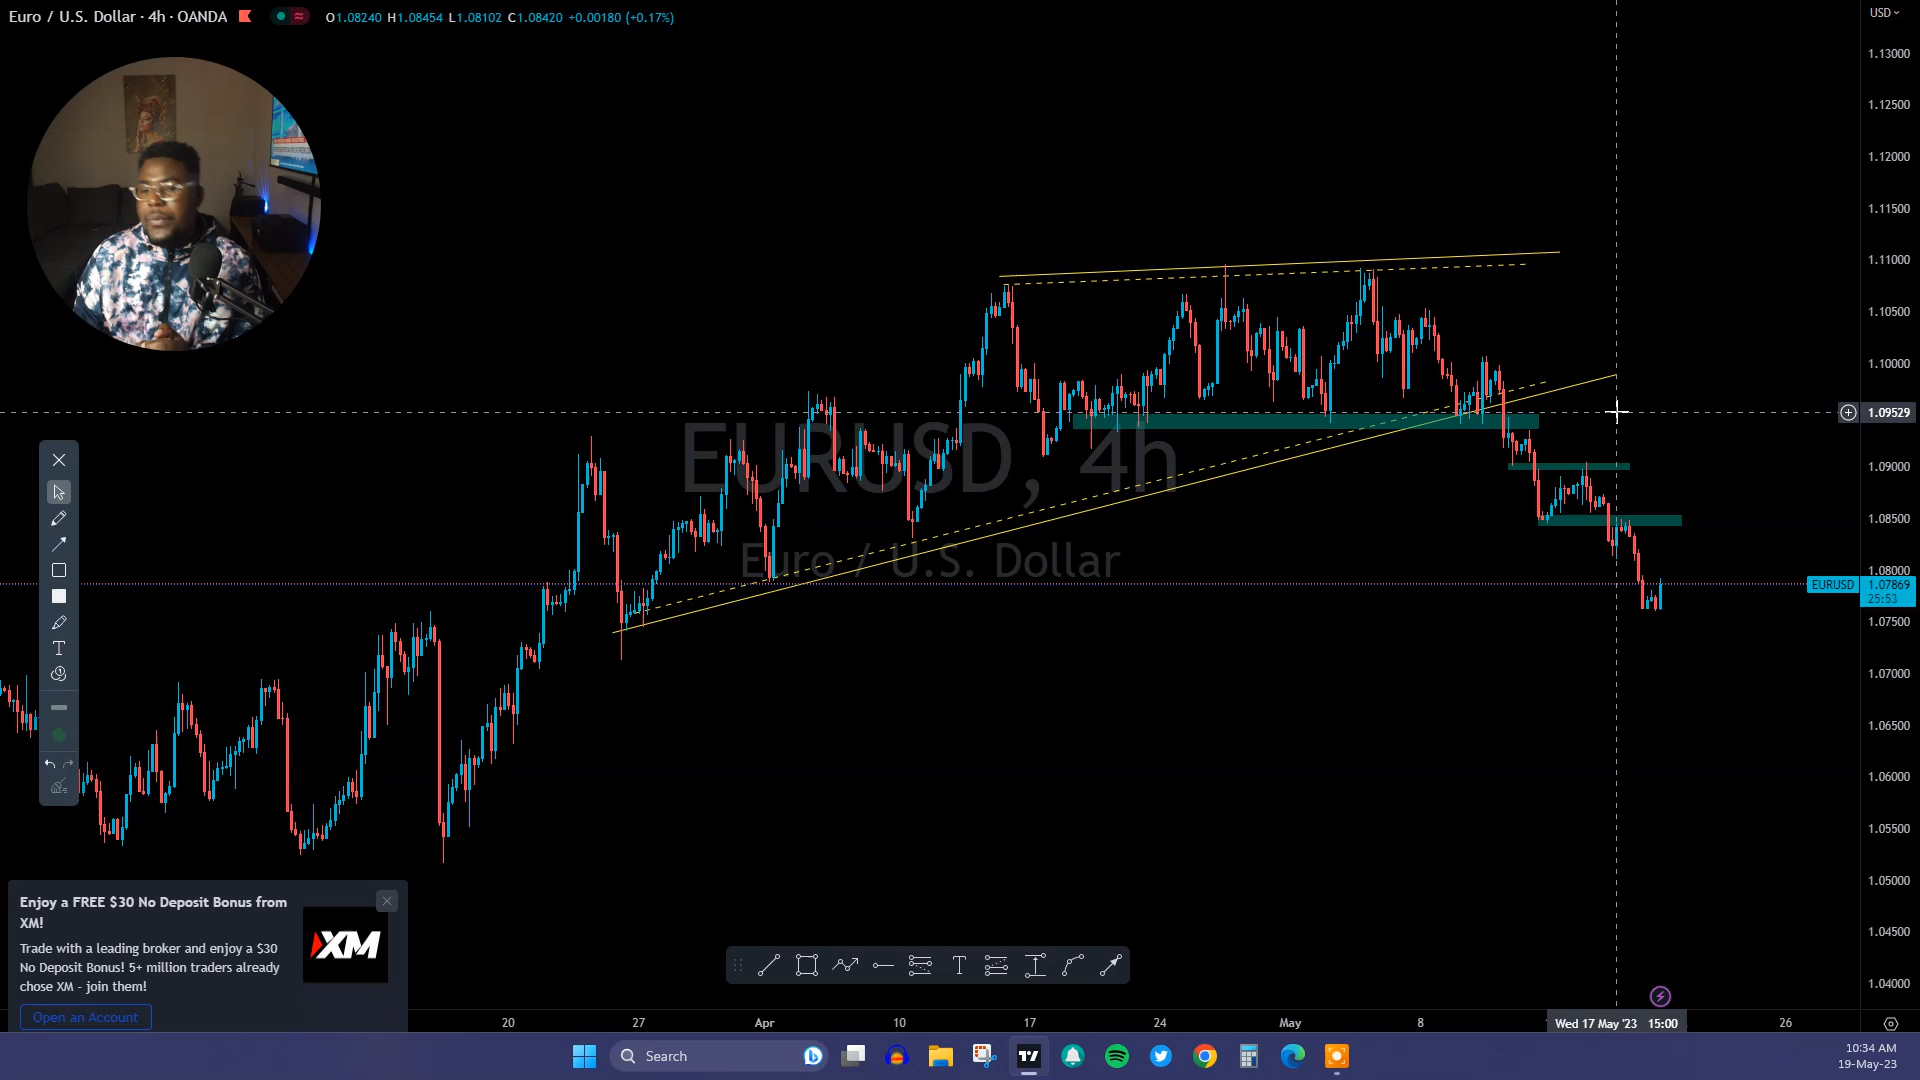 Euro / U.S. Dollar · 4h · OANDA
O1.08240 H1.08454 L1.08102 C1.08420 +0.00180 (+0.17%)
USD
1.13000
1.12500
1.12000
1.11500
1.11000
1.10500
1.10000
1.09529
1.09000
1.08500
1.08000
EURUSD 1.07869
25:53
1.07500
1.07000
1.06500
1.06000
1.05500
1.05000
1.04500
1.04000
EURUSD, 4h
Euro / U.S. Dollar
T
Enjoy a FREE $30 No Deposit Bonus from
XM!
Trade with a leading broker and enjoy a $30
No Deposit Bonus! 5+ million traders already
chose XM - join them!
Open an Account
XM
T
20 27 Apr 10 17 24 May 8 Wed 17 May '23 15:00 26
Search
10:34 AM
19-May-23